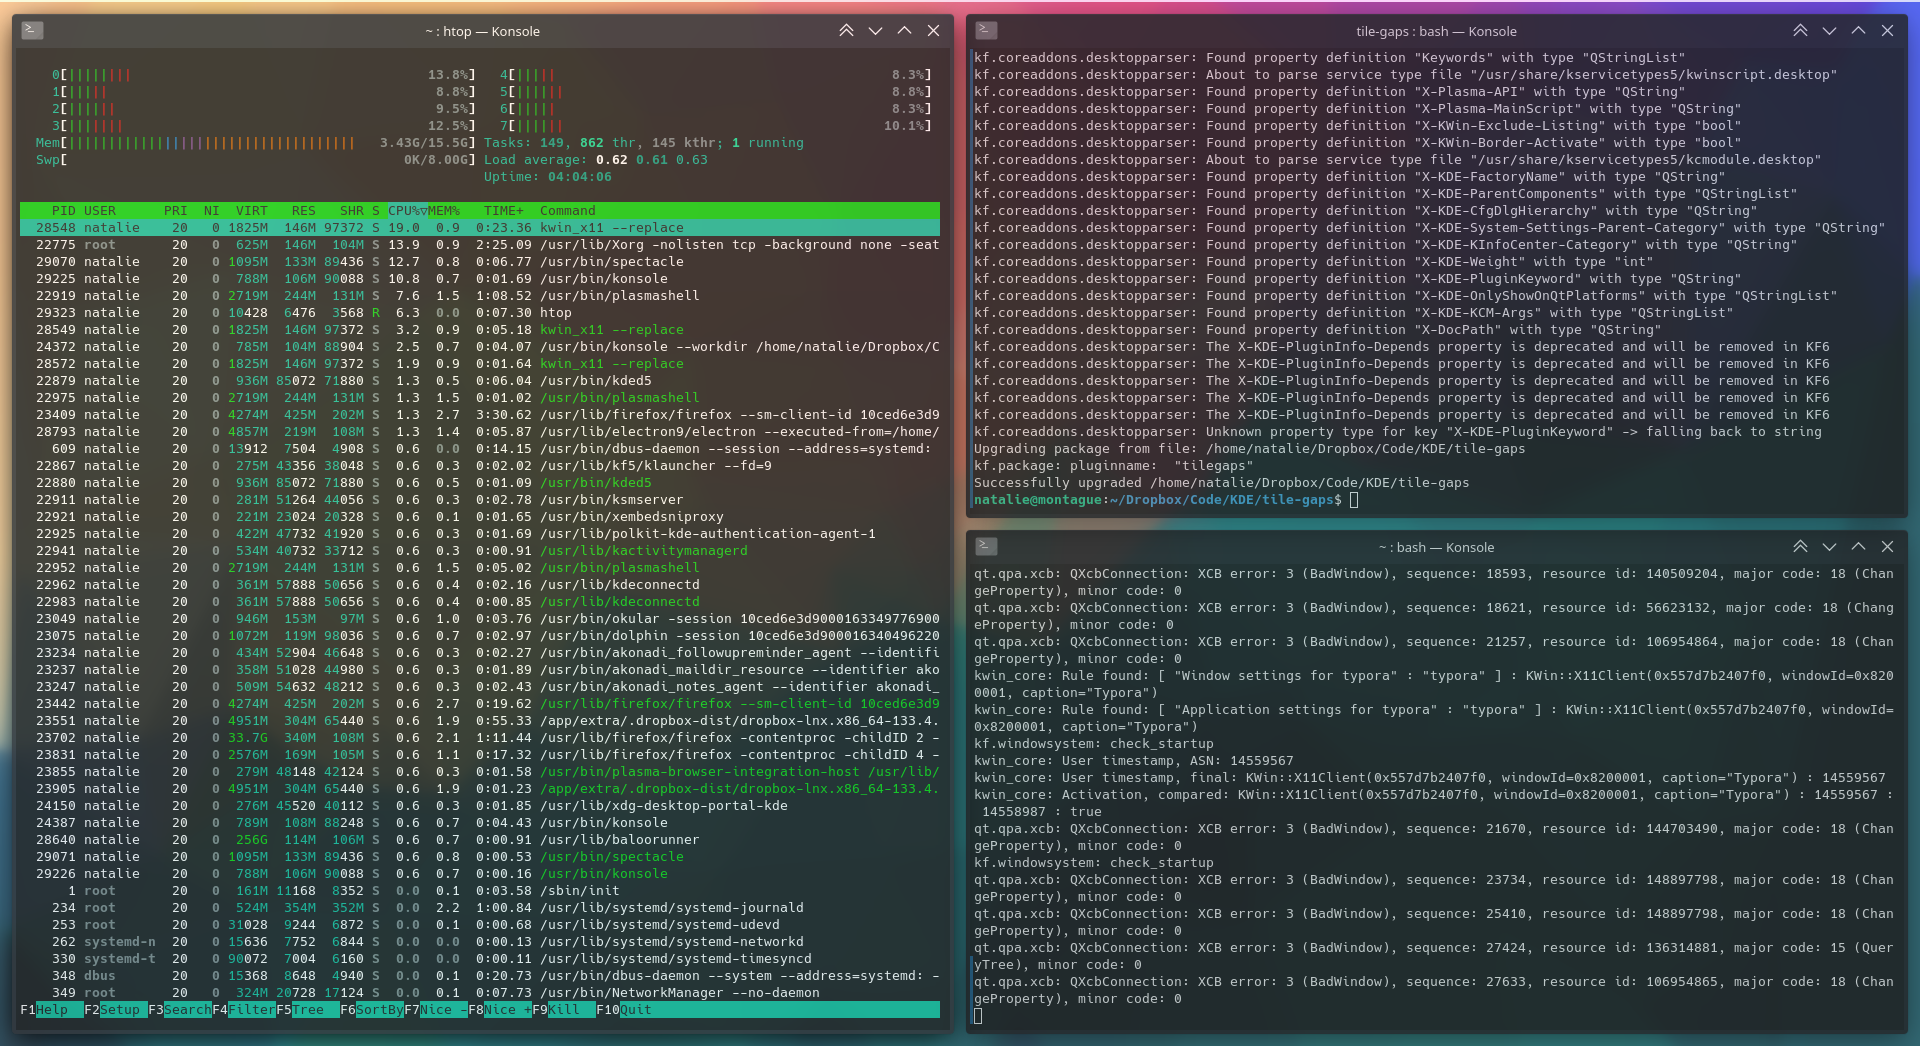 ~ : htop — Konsole
0[|||||||| 13.8%] 4[||||| 8.3%]
1[||||| 8.8%] 5[|||||| 8.8%]
2[|||||| 9.5%] 6[||||| 8.3%]
3[||||||| 12.5%] 7[|||||| 10.1%]
Mem[|||||||||||||||||||||||||||||||||||| 3.43G/15.5G] Tasks: 149, 862 thr, 145 kthr; 1 running
Swp[ 0K/8.00G] Load average: 0.62 0.61 0.63
Uptime: 04:04:06
PID USER PRI NI VIRT RES SHR S CPU%▽MEM% TIME+ Command
28548 natalie 20 0 1825M 146M 97372 S 19.0 0.9 0:23.36 kwin_x11 --replace
22775 root 20 0 625M 146M 104M S 13.9 0.9 2:25.09 /usr/lib/Xorg -nolisten tcp -background none -seat
29070 natalie 20 0 1095M 133M 89436 S 12.7 0.8 0:06.77 /usr/bin/spectacle
29225 natalie 20 0 788M 106M 90088 S 10.8 0.7 0:01.69 /usr/bin/konsole
22919 natalie 20 0 2719M 244M 131M S 7.6 1.5 1:08.52 /usr/bin/plasmashell
29323 natalie 20 0 10428 6476 3568 R 6.3 0.0 0:07.30 htop
28549 natalie 20 0 1825M 146M 97372 S 3.2 0.9 0:05.18 kwin_x11 --replace
24372 natalie 20 0 785M 104M 88904 S 2.5 0.7 0:04.07 /usr/bin/konsole --workdir /home/natalie/Dropbox/C
28572 natalie 20 0 1825M 146M 97372 S 1.9 0.9 0:01.64 kwin_x11 --replace
22879 natalie 20 0 936M 85072 71880 S 1.3 0.5 0:06.04 /usr/bin/kded5
22975 natalie 20 0 2719M 244M 131M S 1.3 1.5 0:01.02 /usr/bin/plasmashell
23409 natalie 20 0 4274M 425M 202M S 1.3 2.7 3:30.62 /usr/lib/firefox/firefox --sm-client-id 10ced6e3d9
28793 natalie 20 0 4857M 219M 108M S 1.3 1.4 0:05.87 /usr/lib/electron9/electron --executed-from=/home/
609 natalie 20 0 13912 7504 4908 S 0.6 0.0 0:14.15 /usr/bin/dbus-daemon --session --address=systemd:
22867 natalie 20 0 275M 43356 38048 S 0.6 0.3 0:02.02 /usr/lib/kf5/klauncher --fd=9
22880 natalie 20 0 936M 85072 71880 S 0.6 0.5 0:01.09 /usr/bin/kded5
22911 natalie 20 0 281M 51264 44056 S 0.6 0.3 0:02.78 /usr/bin/ksmserver
22921 natalie 20 0 221M 23024 20328 S 0.6 0.1 0:01.65 /usr/bin/xembedsniproxy
22925 natalie 20 0 422M 47732 41920 S 0.6 0.3 0:01.69 /usr/lib/polkit-kde-authentication-agent-1
22941 natalie 20 0 534M 40732 33712 S 0.6 0.3 0:00.91 /usr/lib/kactivitymanagerd
22952 natalie 20 0 2719M 244M 131M S 0.6 1.5 0:05.02 /usr/bin/plasmashell
22962 natalie 20 0 361M 57888 50656 S 0.6 0.4 0:02.16 /usr/lib/kdeconnectd
22983 natalie 20 0 361M 57888 50656 S 0.6 0.4 0:00.85 /usr/lib/kdeconnectd
23049 natalie 20 0 946M 153M 97M S 0.6 1.0 0:03.76 /usr/bin/okular -session 10ced6e3d9000163349776900
23075 natalie 20 0 1072M 119M 98036 S 0.6 0.7 0:02.97 /usr/bin/dolphin -session 10ced6e3d900016340496220
23234 natalie 20 0 434M 52904 46648 S 0.6 0.3 0:02.27 /usr/bin/akonadi_followupreminder_agent --identifi
23237 natalie 20 0 358M 51028 44980 S 0.6 0.3 0:01.89 /usr/bin/akonadi_maildir_resource --identifier ako
23247 natalie 20 0 509M 54632 48212 S 0.6 0.3 0:02.43 /usr/bin/akonadi_notes_agent --identifier akonadi_
23442 natalie 20 0 4274M 425M 202M S 0.6 2.7 0:19.62 /usr/lib/firefox/firefox --sm-client-id 10ced6e3d9
23551 natalie 20 0 4951M 304M 65440 S 0.6 1.9 0:55.33 /app/extra/.dropbox-dist/dropbox-lnx.x86_64-133.4.
23702 natalie 20 0 33.7G 340M 108M S 0.6 2.1 1:11.44 /usr/lib/firefox/firefox -contentproc -childID 2 -
23831 natalie 20 0 2576M 169M 105M S 0.6 1.1 0:17.32 /usr/lib/firefox/firefox -contentproc -childID 4 -
23855 natalie 20 0 279M 48148 42124 S 0.6 0.3 0:01.58 /usr/bin/plasma-browser-integration-host /usr/lib/
23905 natalie 20 0 4951M 304M 65440 S 0.6 1.9 0:01.23 /app/extra/.dropbox-dist/dropbox-lnx.x86_64-133.4.
24150 natalie 20 0 276M 45520 40112 S 0.6 0.3 0:01.85 /usr/lib/xdg-desktop-portal-kde
24387 natalie 20 0 789M 108M 88248 S 0.6 0.7 0:04.43 /usr/bin/konsole
28640 natalie 20 0 256G 114M 106M S 0.6 0.7 0:00.91 /usr/lib/baloorunner
29071 natalie 20 0 1095M 133M 89436 S 0.6 0.8 0:00.53 /usr/bin/spectacle
29226 natalie 20 0 788M 106M 90088 S 0.6 0.7 0:00.16 /usr/bin/konsole
1 root 20 0 161M 11168 8352 S 0.0 0.1 0:03.58 /sbin/init
234 root 20 0 524M 354M 352M S 0.0 2.2 1:00.84 /usr/lib/systemd/systemd-journald
253 root 20 0 31028 9244 6872 S 0.0 0.1 0:00.68 /usr/lib/systemd/systemd-udevd
262 systemd-n 20 0 15636 7752 6844 S 0.0 0.0 0:00.13 /usr/lib/systemd/systemd-networkd
330 systemd-t 20 0 90072 7004 6160 S 0.0 0.0 0:00.11 /usr/lib/systemd/systemd-timesyncd
348 dbus 20 0 15368 8648 4940 S 0.0 0.1 0:20.73 /usr/bin/dbus-daemon --system --address=systemd: -
349 root 20 0 324M 20728 17124 S 0.0 0.1 0:07.73 /usr/bin/NetworkManager --no-daemon
F1Help F2Setup F3SearchF4FilterF5Tree F6SortByF7Nice -F8Nice +F9Kill F10Quit
tile-gaps : bash — Konsole
kf.coreaddons.desktopparser: Found property definition "Keywords" with type "QStringList"
kf.coreaddons.desktopparser: About to parse service type file "/usr/share/kservicetypes5/kwinscript.desktop"
kf.coreaddons.desktopparser: Found property definition "X-Plasma-API" with type "QString"
kf.coreaddons.desktopparser: Found property definition "X-Plasma-MainScript" with type "QString"
kf.coreaddons.desktopparser: Found property definition "X-KWin-Exclude-Listing" with type "bool"
kf.coreaddons.desktopparser: Found property definition "X-KWin-Border-Activate" with type "bool"
kf.coreaddons.desktopparser: About to parse service type file "/usr/share/kservicetypes5/kcmodule.desktop"
kf.coreaddons.desktopparser: Found property definition "X-KDE-FactoryName" with type "QString"
kf.coreaddons.desktopparser: Found property definition "X-KDE-ParentComponents" with type "QStringList"
kf.coreaddons.desktopparser: Found property definition "X-KDE-CfgDlgHierarchy" with type "QString"
kf.coreaddons.desktopparser: Found property definition "X-KDE-System-Settings-Parent-Category" with type "QString"
kf.coreaddons.desktopparser: Found property definition "X-KDE-KInfoCenter-Category" with type "QString"
kf.coreaddons.desktopparser: Found property definition "X-KDE-Weight" with type "int"
kf.coreaddons.desktopparser: Found property definition "X-KDE-PluginKeyword" with type "QString"
kf.coreaddons.desktopparser: Found property definition "X-KDE-OnlyShowOnQtPlatforms" with type "QStringList"
kf.coreaddons.desktopparser: Found property definition "X-KDE-KCM-Args" with type "QStringList"
kf.coreaddons.desktopparser: Found property definition "X-DocPath" with type "QString"
kf.coreaddons.desktopparser: The X-KDE-PluginInfo-Depends property is deprecated and will be removed in KF6
kf.coreaddons.desktopparser: The X-KDE-PluginInfo-Depends property is deprecated and will be removed in KF6
kf.coreaddons.desktopparser: The X-KDE-PluginInfo-Depends property is deprecated and will be removed in KF6
kf.coreaddons.desktopparser: The X-KDE-PluginInfo-Depends property is deprecated and will be removed in KF6
kf.coreaddons.desktopparser: The X-KDE-PluginInfo-Depends property is deprecated and will be removed in KF6
kf.coreaddons.desktopparser: Unknown property type for key "X-KDE-PluginKeyword" -> falling back to string
Upgrading package from file: /home/natalie/Dropbox/Code/KDE/tile-gaps
kf.package: pluginname:  "tilegaps"
Successfully upgraded /home/natalie/Dropbox/Code/KDE/tile-gaps
natalie@montague:~/Dropbox/Code/KDE/tile-gaps$
~ : bash — Konsole
qt.qpa.xcb: QXcbConnection: XCB error: 3 (BadWindow), sequence: 18593, resource id: 140509204, major code: 18 (Chan
geProperty), minor code: 0
qt.qpa.xcb: QXcbConnection: XCB error: 3 (BadWindow), sequence: 18621, resource id: 56623132, major code: 18 (Chang
eProperty), minor code: 0
qt.qpa.xcb: QXcbConnection: XCB error: 3 (BadWindow), sequence: 21257, resource id: 106954864, major code: 18 (Chan
geProperty), minor code: 0
kwin_core: Rule found: [ "Window settings for typora" : "typora" ] : KWin::X11Client(0x557d7b2407f0, windowId=0x820
0001, caption="Typora")
kwin_core: Rule found: [ "Application settings for typora" : "typora" ] : KWin::X11Client(0x557d7b2407f0, windowId=
0x8200001, caption="Typora")
kf.windowsystem: check_startup
kwin_core: User timestamp, ASN: 14559567
kwin_core: User timestamp, final: KWin::X11Client(0x557d7b2407f0, windowId=0x8200001, caption="Typora") : 14559567
kwin_core: Activation, compared: KWin::X11Client(0x557d7b2407f0, windowId=0x8200001, caption="Typora") : 14559567 :
14558987 : true
qt.qpa.xcb: QXcbConnection: XCB error: 3 (BadWindow), sequence: 21670, resource id: 144703490, major code: 18 (Chan
geProperty), minor code: 0
kf.windowsystem: check_startup
qt.qpa.xcb: QXcbConnection: XCB error: 3 (BadWindow), sequence: 23734, resource id: 148897798, major code: 18 (Chan
geProperty), minor code: 0
qt.qpa.xcb: QXcbConnection: XCB error: 3 (BadWindow), sequence: 25410, resource id: 148897798, major code: 18 (Chan
geProperty), minor code: 0
qt.qpa.xcb: QXcbConnection: XCB error: 3 (BadWindow), sequence: 27424, resource id: 136314881, major code: 15 (Quer
yTree), minor code: 0
qt.qpa.xcb: QXcbConnection: XCB error: 3 (BadWindow), sequence: 27633, resource id: 106954865, major code: 18 (Chan
geProperty), minor code: 0